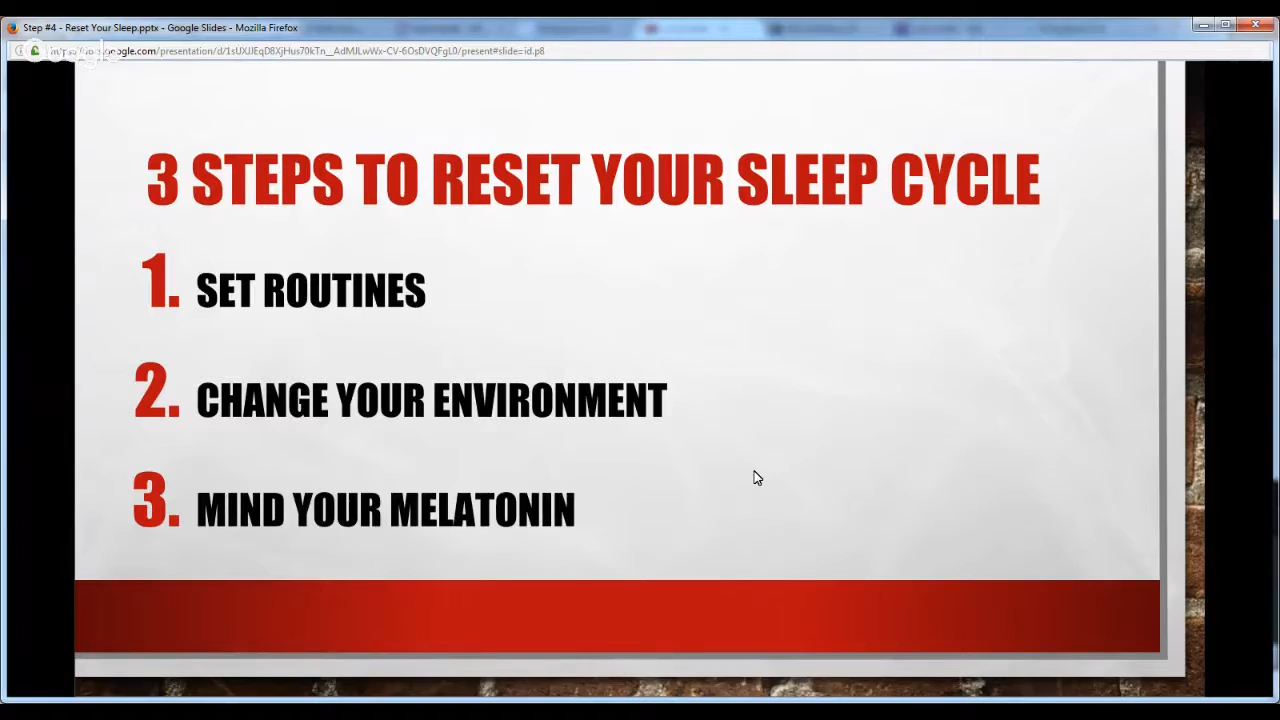 Step #4 - Reset Your Sleep.pptx - Google Slides - Mozilla Firefox
Google
3 STEPS TO RESET YOUR SLEEP CYCLE
1. SET ROUTINES
2. CHANGE YOUR ENVIRONMENT
3. MIND YOUR MELATONIN